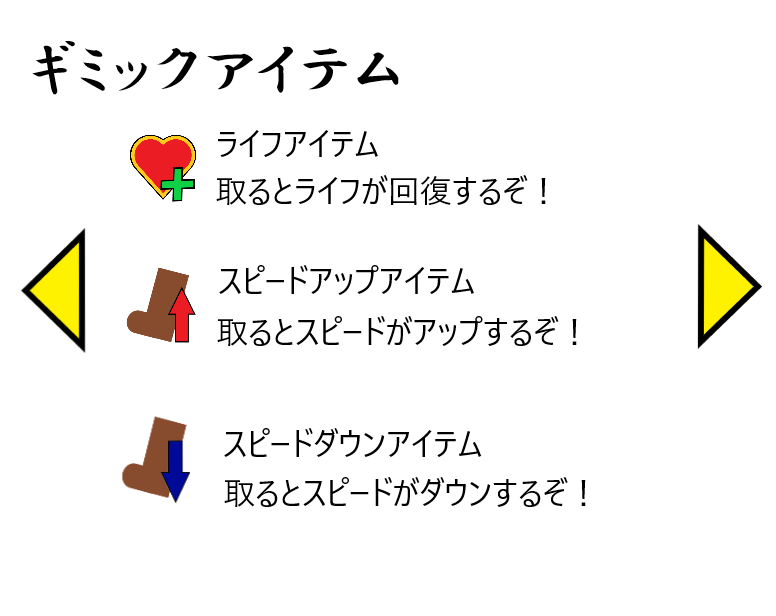 ギミックアイテム
ライフアイテム
取るとライフが回復するぞ！
スピードアップアイテム
取るとスピードがアップするぞ！
スピードダウンアイテム
取るとスピードがダウンするぞ！